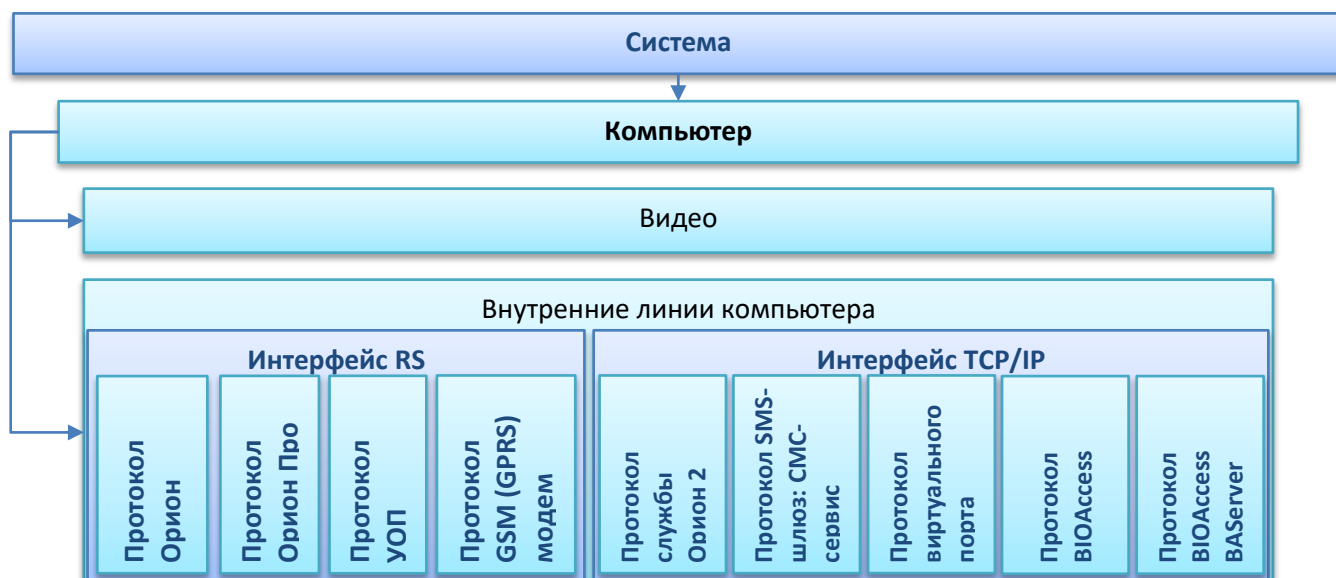 Система
Компьютер
Видео
Внутренние линии компьютера
Интерфейс RS
Интерфейс TCP/IP
Протокол
Орион
Протокол
Орион Про
Протокол
УОП
Протокол
GSM (GPRS)
модем
Протокол
службы
Орион 2
Протокол SMS-
шлюз: СМС-
сервис
Протокол
виртуального
порта
Протокол
BIOAccess
Протокол
BIOAccess
BAServer